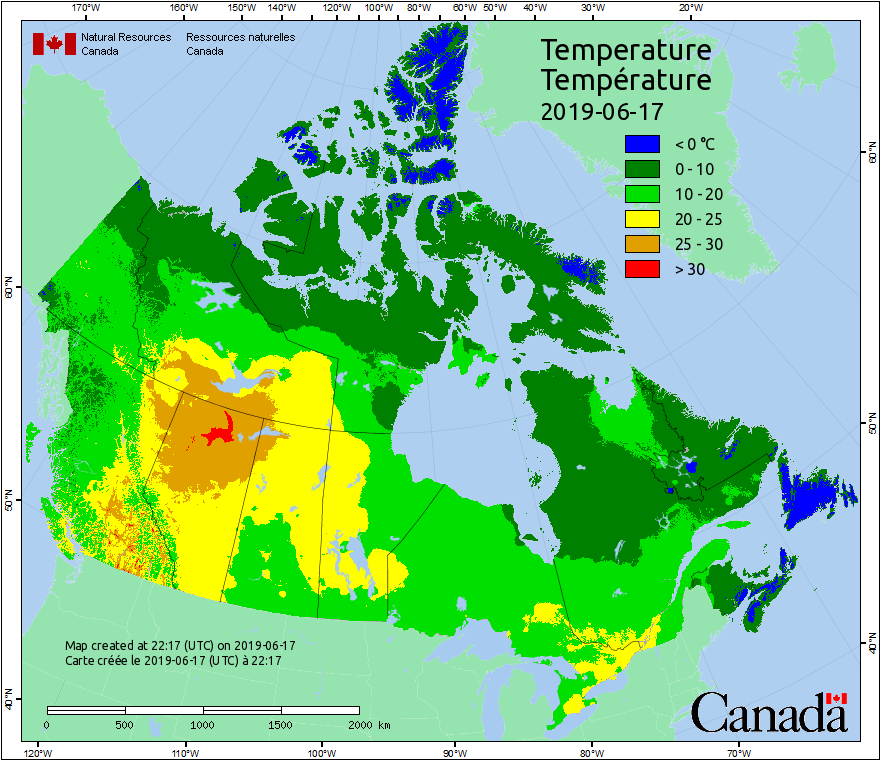 170°W 160°W 150°W 140°W 130°W 120°W 110°W 100°W 80°W 60°W 50°W 40°W 30°W 20°W
Natural Resources Canada
Ressources naturelles Canada
Temperature
Température
2019-06-17
< 0 °C
0 - 10
10 - 20
20 - 25
25 - 30
> 30
60°N
60°N
50°N
50°N
40°N
40°N
Map created at 22:17 (UTC) on 2019-06-17
Carte créée le 2019-06-17 (UTC) à 22:17
0 500 1000 1500 2000 km
Canada
120°W 110°W 100°W 90°W 80°W 70°W